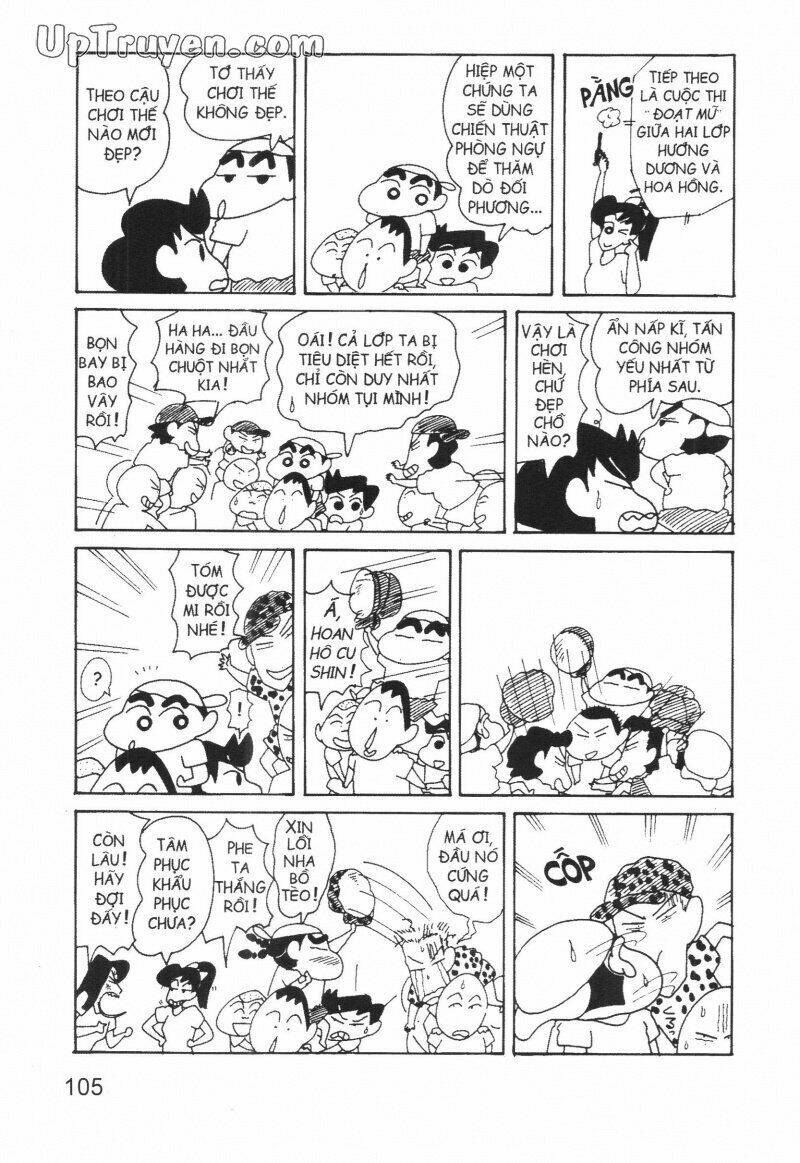 UpTruyen.com
PẰNG
TIẾP THEO
LÀ CUỘC THI
"ĐOẠT MŨ"
GIỮA HAI LỚP
HƯỚNG
DƯƠNG VÀ
HOA HỒNG.
HIỆP MỘT
CHÚNG TA
SẼ DÙNG
CHIẾN THUẬT
PHÒNG NGỰ
ĐỂ THĂM
DÒ ĐỐI
PHƯƠNG...
TỚ THẤY
CHƠI THẾ
KHÔNG ĐẸP.
THEO CẬU
CHƠI THẾ
NÀO MỚI
ĐẸP?
ẨN NẤP KĨ, TẤN
CÔNG NHÓM
YẾU NHẤT TỪ
PHÍA SAU.
VẬY LÀ
CHƠI
HÈN,
CHỨ
ĐẸP
CHỖ
NÀO?
OÁI! CẢ LỚP TA BỊ
TIÊU DIỆT HẾT RỒI,
CHỈ CÒN DUY NHẤT
NHÓM TỤI MÌNH!
HA HA... ĐẦU
HÀNG ĐI BỌN
CHUỘT NHẮT
KIA!
BỌN
BAY BỊ
BAO
VÂY RỒI!
Á,
HOAN
HÔ CU
SHIN!
TÓM
ĐƯỢC
MI RỒI
NHÉ!
!
?
CỐP
MÁ ƠI,
ĐẦU NÓ
CỨNG
QUÁ!
XIN
LỖI
NHA
BỒ
TÈO!
PHE
TA
THẮNG
RỒI!
TÂM
PHỤC
KHẨU
PHỤC
CHƯA?
CÒN
LÂU!
HÃY
ĐỢI
ĐẤY!
105